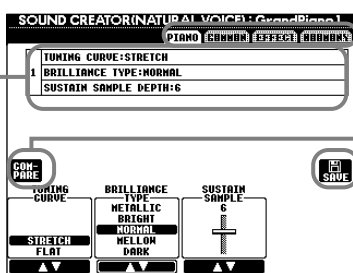 SOUND CREATOR(NATURAL VOICE) : GrandPiano1
PIANO COMMON EFFECT HARMONY
TUNING CURVE:STRETCH
1 BRILLIANCE TYPE:NORMAL
SUSTAIN SAMPLE DEPTH:6
COM-
PARE
SAVE
TUNING
CURVE
STRETCH
FLAT
BRILLIANCE
TYPE
METALLIC
BRIGHT
NORMAL
MELLOW
DARK
SUSTAIN
SAMPLE
6